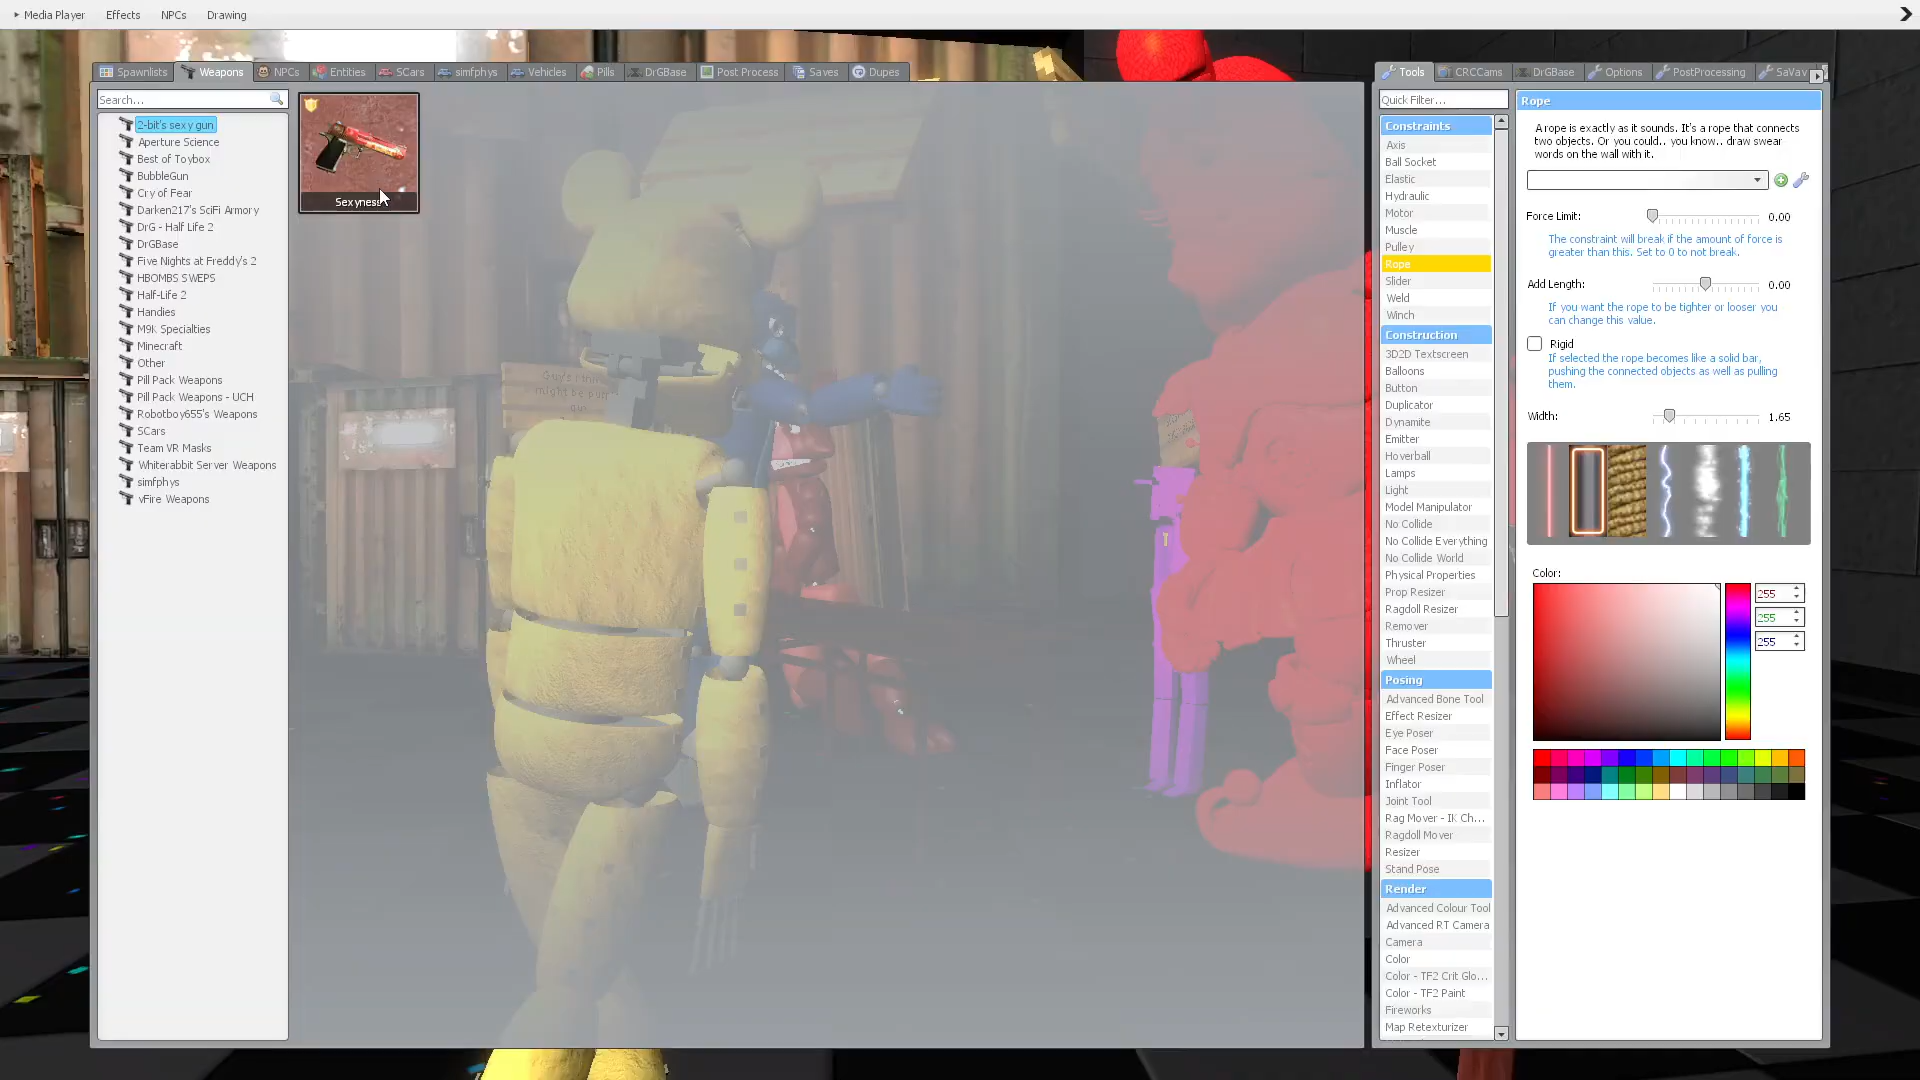 Media Player Effects NPCs Drawing
Spawnlists Weapons NPCs Entities SCars simfphys Vehicles Pills DrGBase Post Process Saves Dupes
Search...
2-bit's sexy gun
Aperture Science
Best of Toybox
BubbleGun
Cry of Fear
Darken217's SciFi Armory
DrG - Half Life 2
DrGBase
Five Nights at Freddy's 2
HBOMBS SWEPS
Half-Life 2
Handies
M9K Specialties
Minecraft
Other
Pill Pack Weapons
Pill Pack Weapons - UCH
Robotboy655's Weapons
SCars
Team VR Masks
Whiterabbit Server Weapons
simfphys
vFire Weapons
Sexyness
Tools CRCCams DrGBase Options PostProcessing SaVav
Quick Filter...
Constraints
Axis
Ball Socket
Elastic
Hydraulic
Motor
Muscle
Pulley
Rope
Slider
Weld
Winch
Construction
3D2D Textscreen
Balloons
Button
Duplicator
Dynamite
Emitter
Hoverball
Lamps
Light
Model Manipulator
No Collide
No Collide Everything
No Collide World
Physical Properties
Prop Resizer
Ragdoll Resizer
Remover
Thruster
Wheel
Posing
Advanced Bone Tool
Effect Resizer
Eye Poser
Face Poser
Finger Poser
Inflator
Joint Tool
Rag Mover - IK Ch...
Ragdoll Mover
Resizer
Stand Pose
Render
Advanced Colour Tool
Advanced RT Camera
Camera
Color
Color - TF2 Crit Glo...
Color - TF2 Paint
Fireworks
Map Retexturizer
Rope
A rope is exactly as it sounds. It's a rope that connects
two objects. Or you could.. you know.. draw swear
words on the wall with it.
Force Limit: 0.00
The constraint will break if the amount of force is
greater than this. Set to 0 to not break.
Add Length: 0.00
If you want the rope to be tighter or looser you
can change this value.
Rigid
If selected the rope becomes like a solid bar,
pushing the connected objects as well as pulling
them.
Width: 1.65
Color:
255
255
255